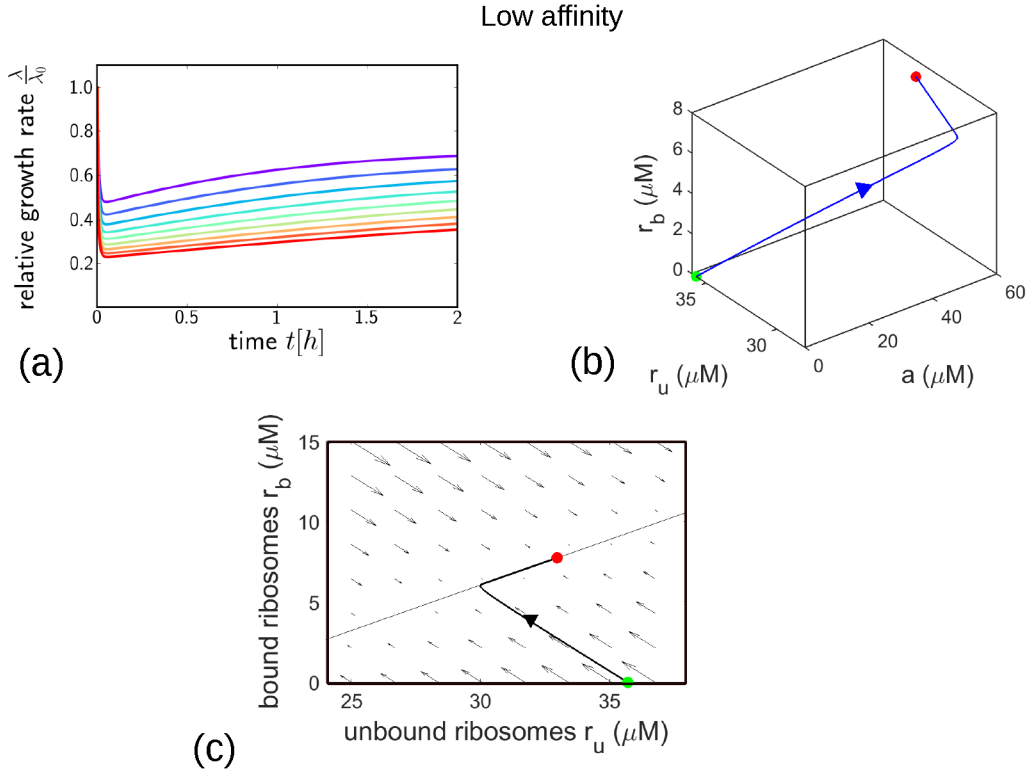 Low affinity
relative growth rate λ/λ₀
1.0
0.8
0.6
0.4
0.2
0
0.5
1
1.5
2
time t[h]
(a)
r_b (μM)
8
6
4
2
0
35
30
r_u (μM)
0
20
40
60
a (μM)
(b)
bound ribosomes r_b (μM)
15
10
5
0
25
30
35
unbound ribosomes r_u (μM)
(c)